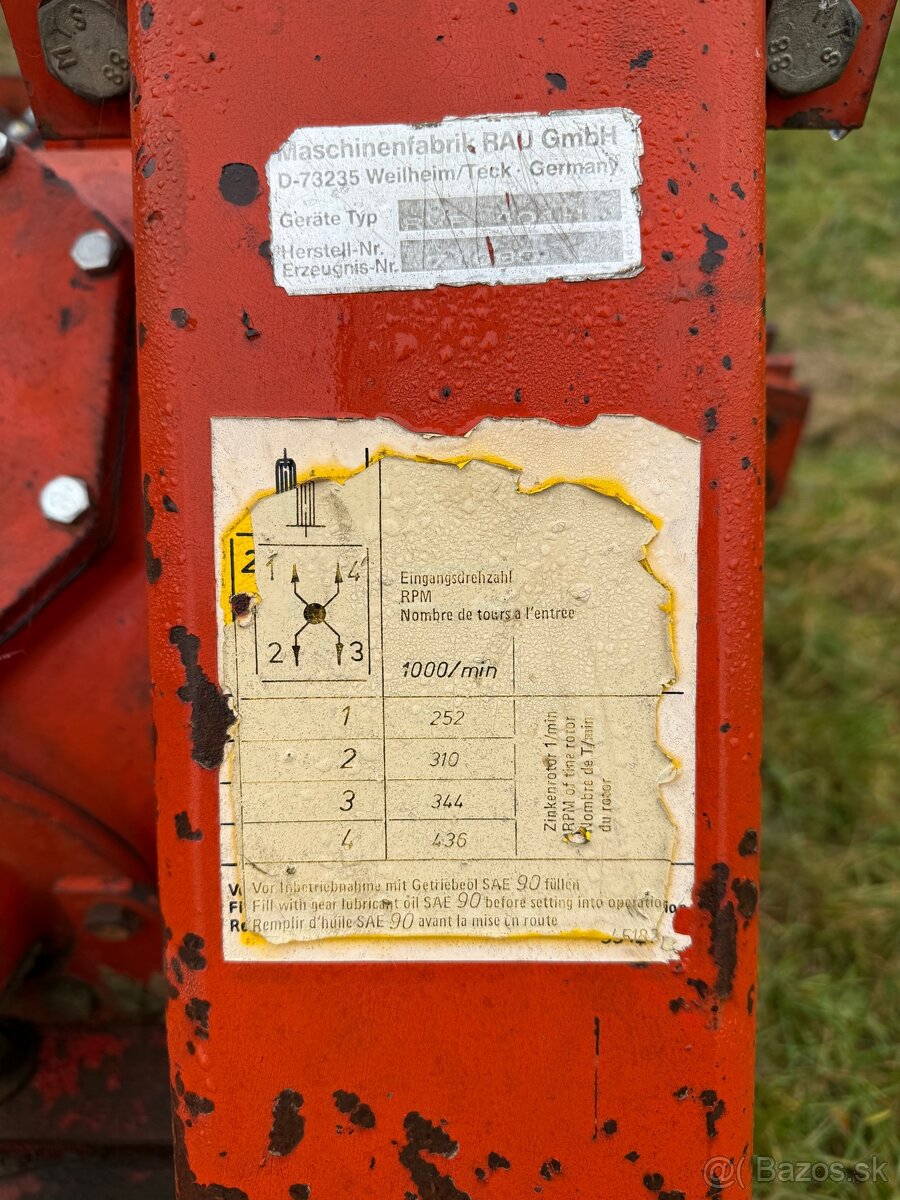 Maschinenfabrik RAU GmbH
D-73235 Weilheim/Teck · Germany
Geräte Typ
Herstell-Nr.
Erzeugnis-Nr.
2
1 4
2 3
Eingangsdrehzahl
RPM
Nombre de tours a l'entrée
1000/min
1 252
2 310
3 344
4 436
Zinkenrotor 1/min
RPM of tine rotor
Nombre de T/min
du rotor
Vor Inbetriebnahme mit Getriebeöl SAE 90 füllen
Fill with gear lubricant oil SAE 90 before setting into operation
Remplir d'huile SAE 90 avant la mise en route
88
88
@ Bazos.sk